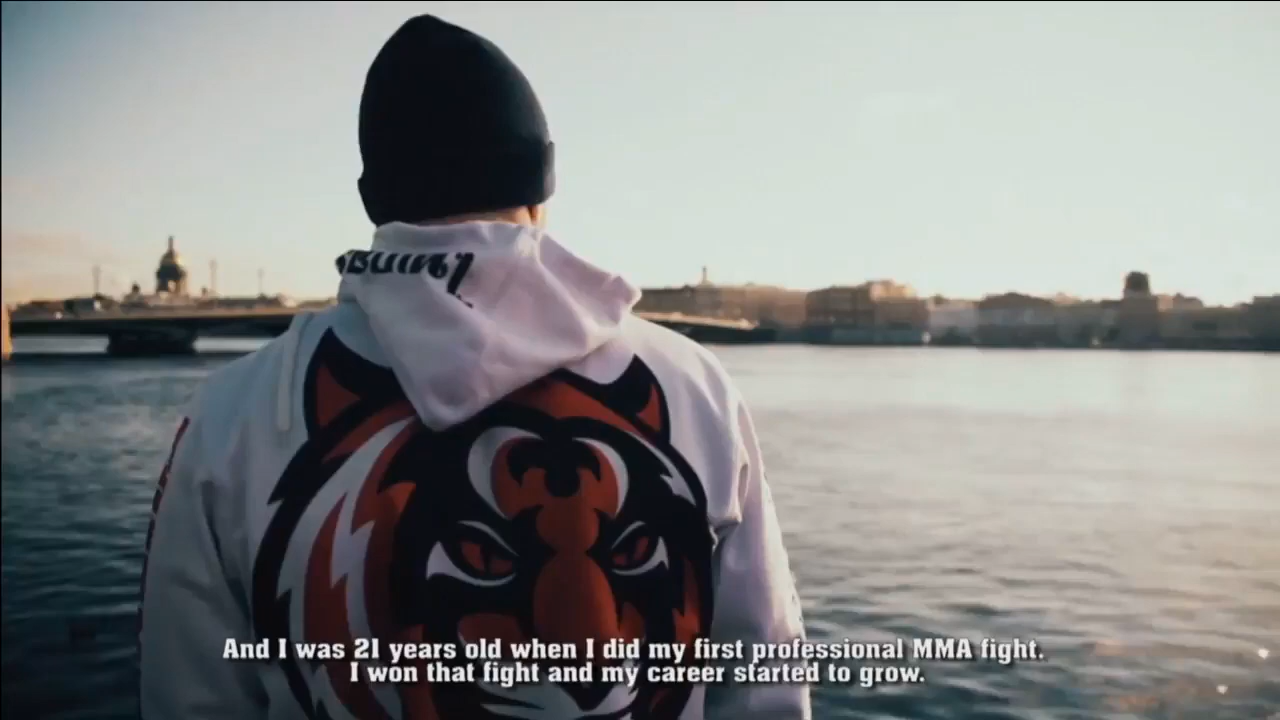 And I was 21 years old when I did my first professional MMA fight.
I won that fight and my career started to grow.